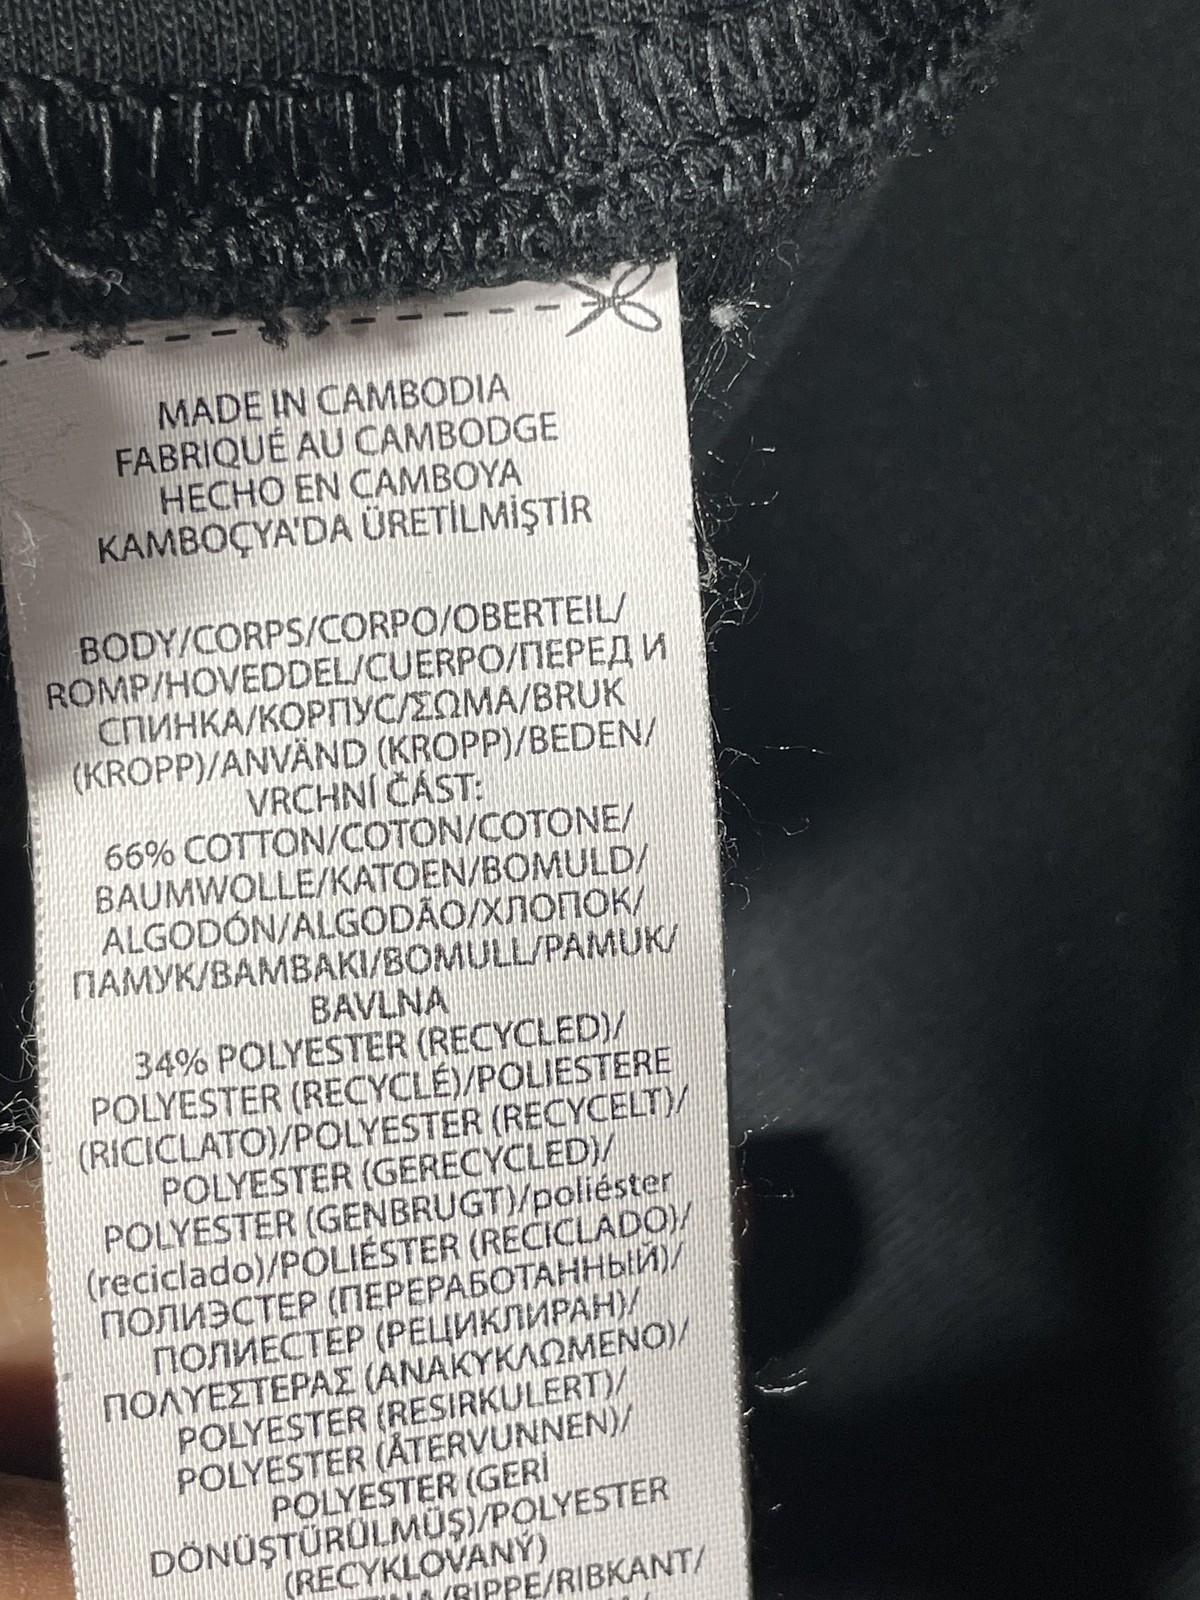 MADE IN CAMBODIA
FABRIQUÉ AU CAMBODGE
HECHO EN CAMBOYA
KAMBOÇYA'DA ÜRETİLMİŞTİR
BODY/CORPS/CORPO/OBERTEIL/
ROMP/HOVEDDEL/CUERPO/ПЕРЕД И
СПИНКА/КОРПУС/ΣΩΜΑ/BRUK
(KROPP)/ANVÄND (KROPP)/BEDEN/
VRCHNÍ ČÁST:
66% COTTON/COTON/COTONE/
BAUMWOLLE/KATOEN/BOMULD/
ALGODÓN/ALGODÃO/ХЛОПОК/
ПАМУК/ΒΑΜΒΑΚΙ/BOMULL/PAMUK/
BAVLNA
34% POLYESTER (RECYCLED)/
POLYESTER (RECYCLÉ)/POLIESTERE
(RICICLATO)/POLYESTER (RECYCELT)/
POLYESTER (GERECYCLED)/
POLYESTER (GENBRUGT)/poliéster
(reciclado)/POLIÉSTER (RECICLADO)/
ПОЛИЭСТЕР (ПЕРЕРАБОТАННЫЙ)/
ПОЛИЕСТЕР (РЕЦИКЛИРАН)/
ΠΟΛΥΕΣΤΕΡΑΣ (ΑΝΑΚΥΚΛΩΜΕΝΟ)/
POLYESTER (RESIRKULERT)/
POLYESTER (ÅTERVUNNEN)/
POLYESTER (GERİ
DÖNÜŞTÜRÜLMÜŞ)/POLYESTER
(RECYKLOVANÝ)
/RIPPE/RIBKANT/